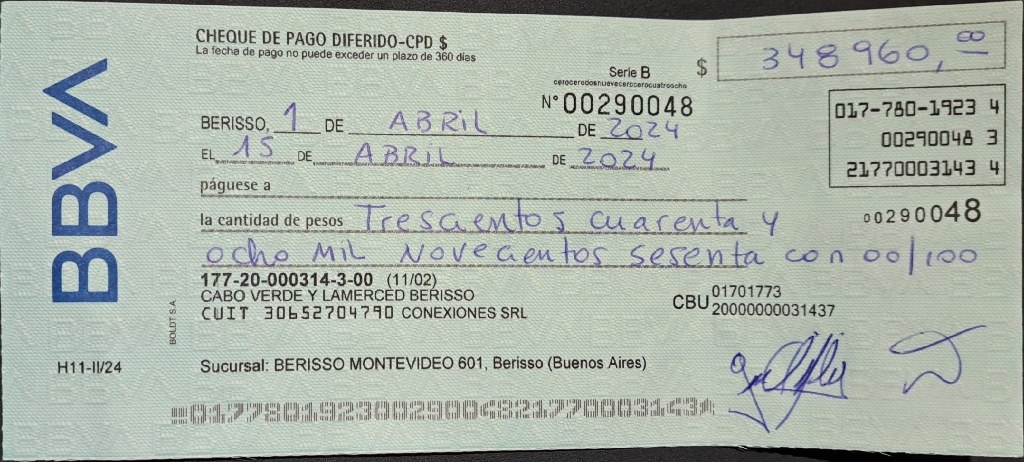 BBVA
CHEQUE DE PAGO DIFERIDO-CPD $
La fecha de pago no puede exceder un plazo de 360 días
$ 348960,00
Serie B
cerocerodosnuevecerocerocuatroocho
N° 00290048
017-780-1923 4
00290048 3
21770003143 4
BERISSO, 1 DE ABRIL DE 2024
EL 15 DE ABRIL DE 2024
páguese a
la cantidad de pesos Trescientos cuarenta y
00290048
ocho MIL Novecientos sesenta con 00/100
177-20-000314-3-00 (11/02)
CABO VERDE Y LAMERCED BERISSO
CUIT 30652704790 CONEXIONES SRL
CBU 01701773
20000000031437
BOLDT S.A.
H11-II/24
Sucursal: BERISSO MONTEVIDEO 601, Berisso (Buenos Aires)
017780192300290048217700031434